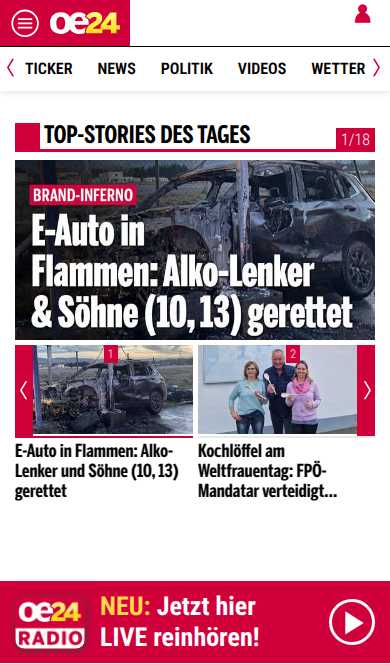 oe24
TICKER NEWS POLITIK VIDEOS WETTER
TOP-STORIES DES TAGES
1/18
BRAND-INFERNO
E-Auto in
Flammen: Alko-Lenker
& Söhne (10, 13) gerettet
1
2
E-Auto in Flammen: Alko-
Lenker und Söhne (10, 13)
gerettet
Kochlöffel am
Weltfrauentag: FPÖ-
Mandatar verteidigt...
oe24
RADIO
NEU: Jetzt hier
LIVE reinhören!